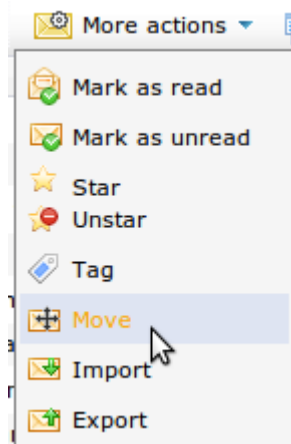 More actions
Mark as read
Mark as unread
Star
Unstar
Tag
Move
Import
Export